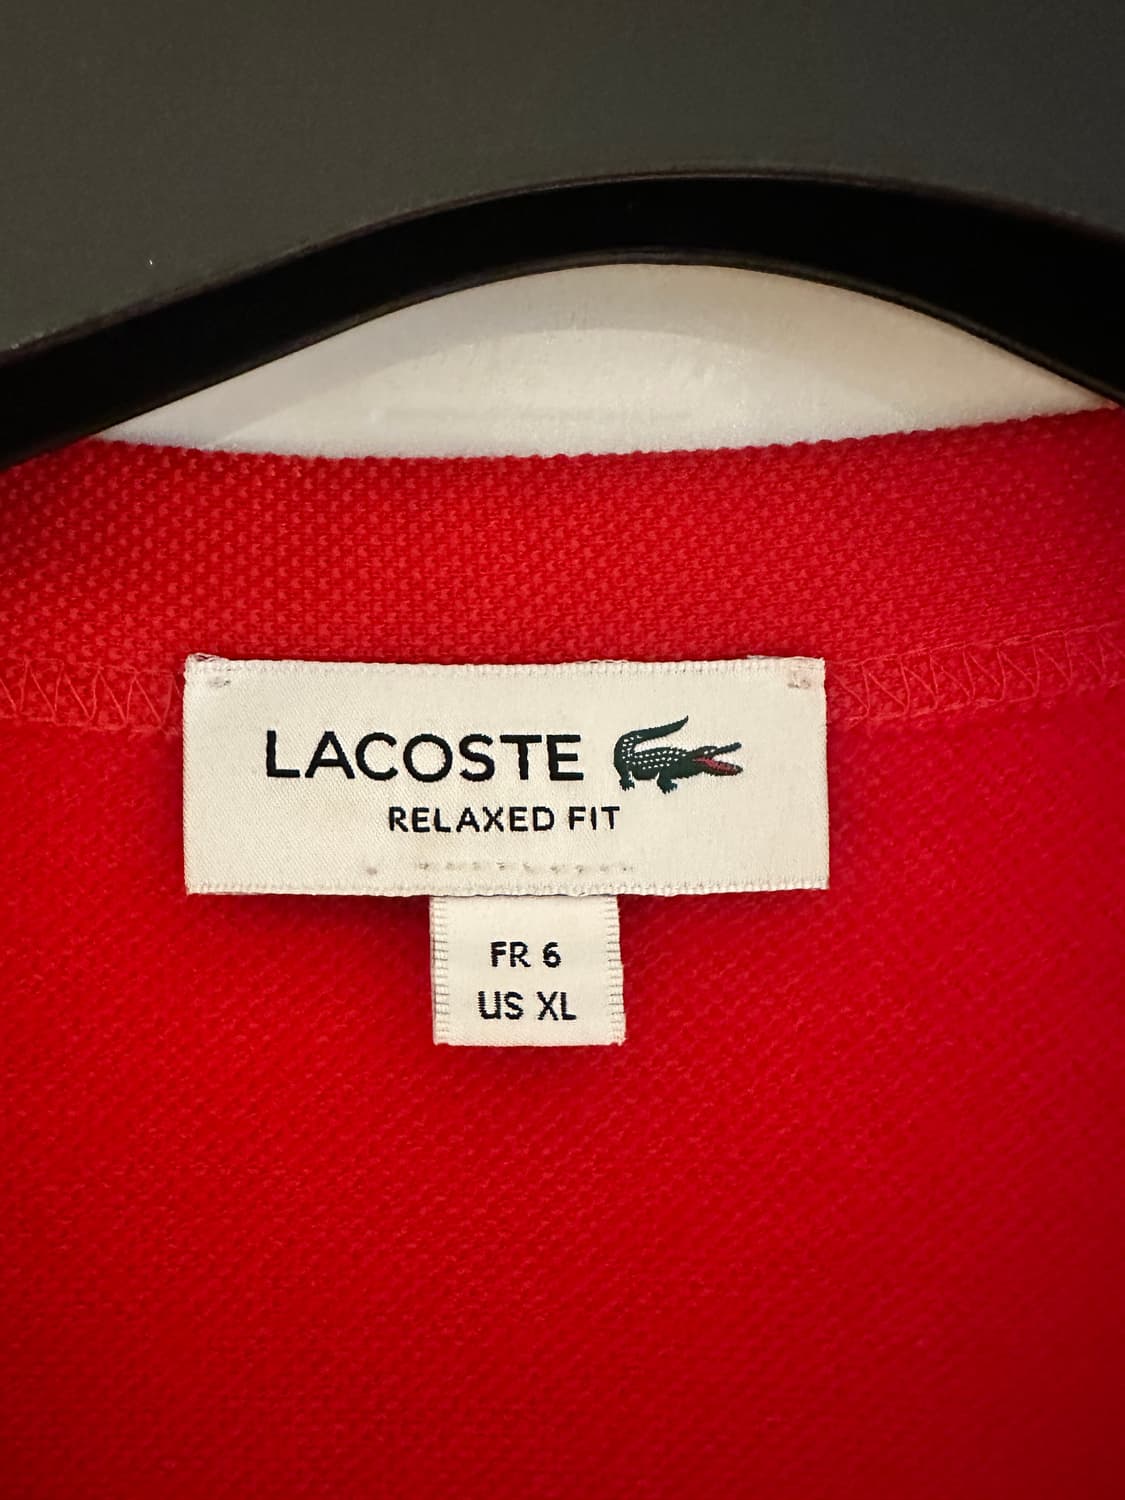 LACOSTE
RELAXED FIT
FR 6
US XL